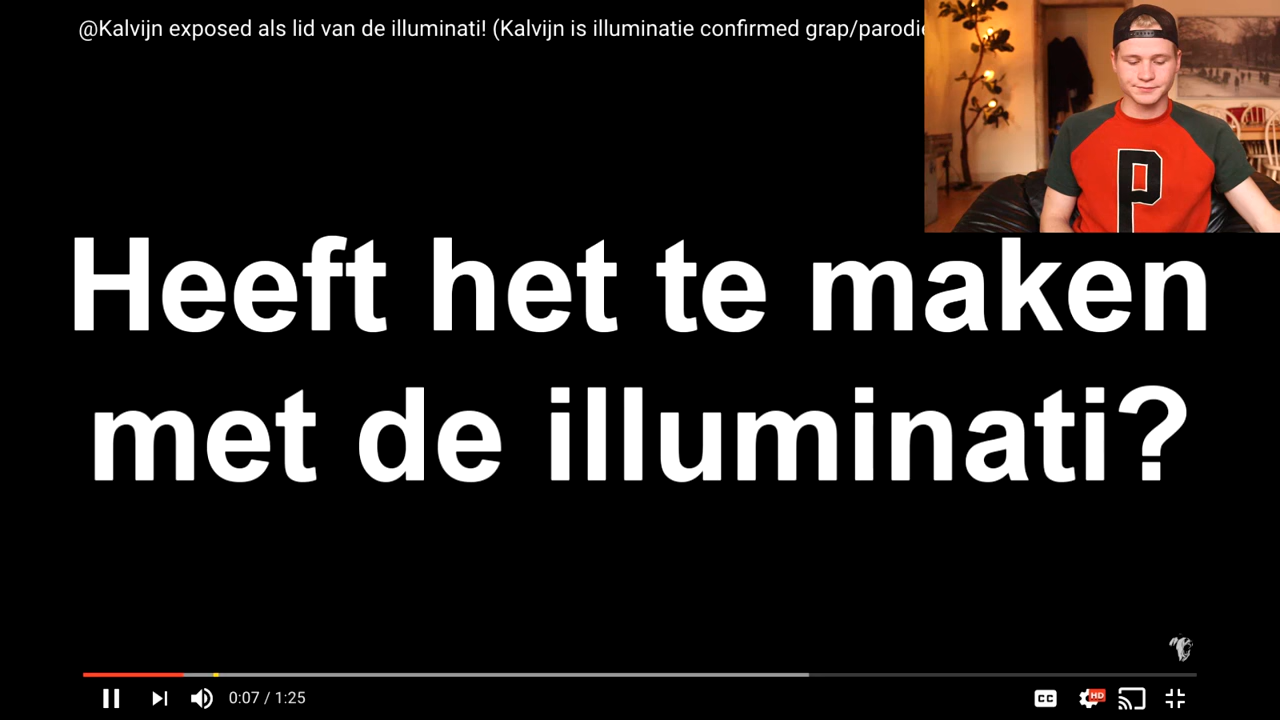 @Kalvijn exposed als lid van de illuminati! (Kalvijn is illuminatie confirmed grap/parodie
P
Heeft het te maken
met de illuminati?
0:07 / 1:25
CC
HD